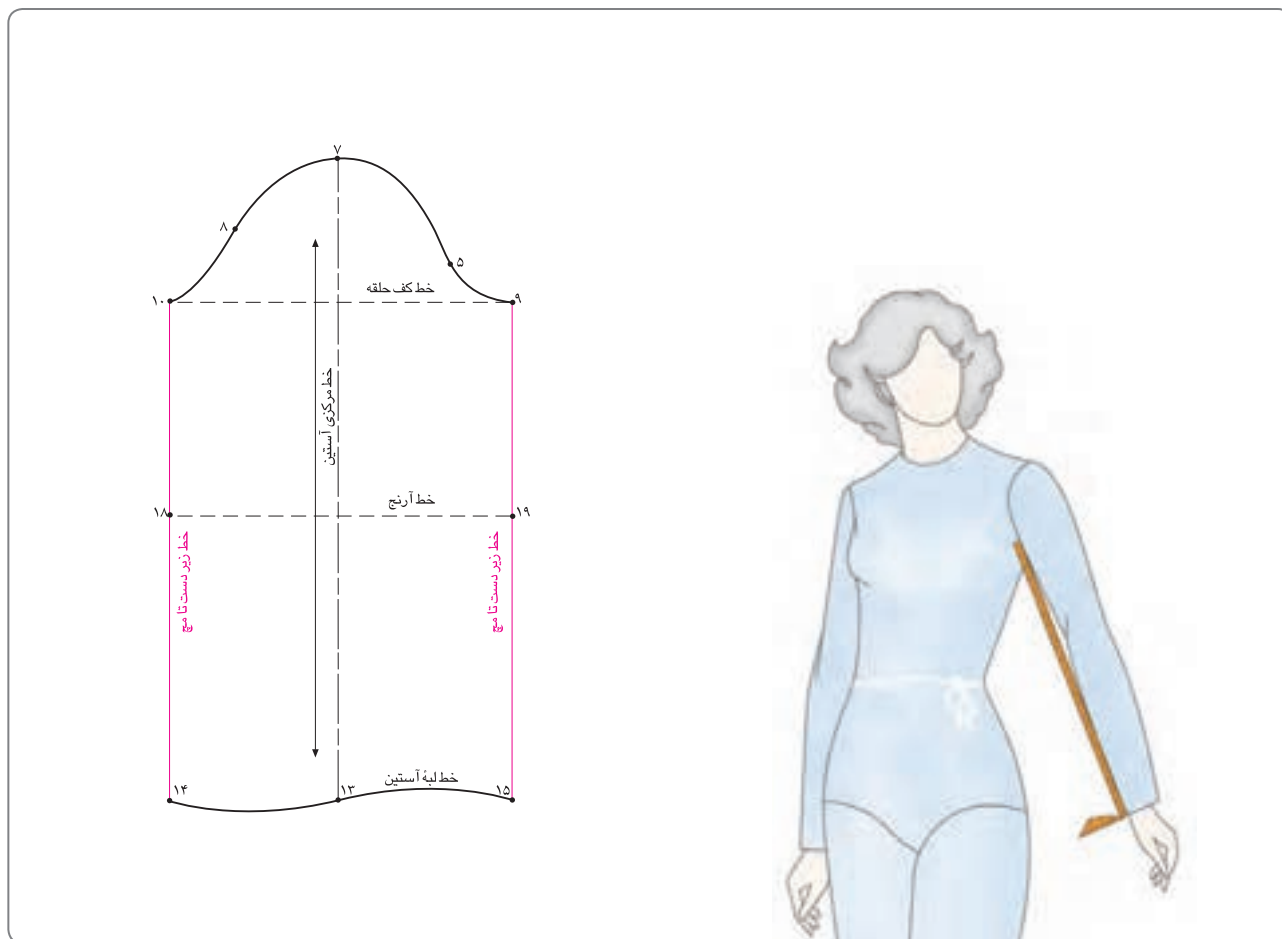 ۷
۸
۵
خط کف حلقه
۱۰
۹
خط مرکزی آستین
خط آرنج
۱۸
۱۹
خط زیر دست تا مچ
خط زیر دست تا مچ
خط لبهٔ آستین
۱۴
۱۳
۱۵